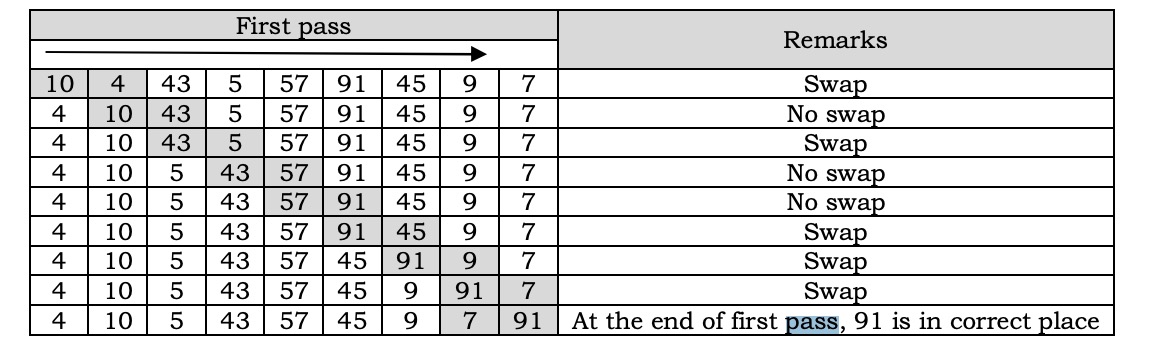 First pass
Remarks
10 4 43 5 57 91 45 9 7 Swap
4 10 43 5 57 91 45 9 7 No swap
4 10 43 5 57 91 45 9 7 Swap
4 10 5 43 57 91 45 9 7 No swap
4 10 5 43 57 91 45 9 7 No swap
4 10 5 43 57 91 45 9 7 Swap
4 10 5 43 57 45 91 9 7 Swap
4 10 5 43 57 45 9 91 7 Swap
4 10 5 43 57 45 9 7 91 At the end of first pass, 91 is in correct place